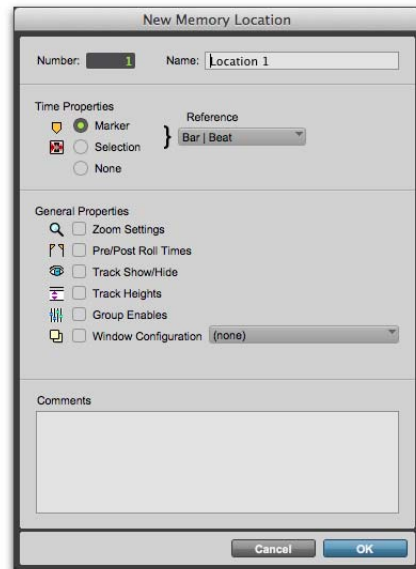 New Memory Location
Number: 1 Name: Location 1
Time Properties
Reference
Marker
Bar | Beat
Selection
None
General Properties
Zoom Settings
Pre/Post Roll Times
Track Show/Hide
Track Heights
Group Enables
Window Configuration (none)
Comments
Cancel OK